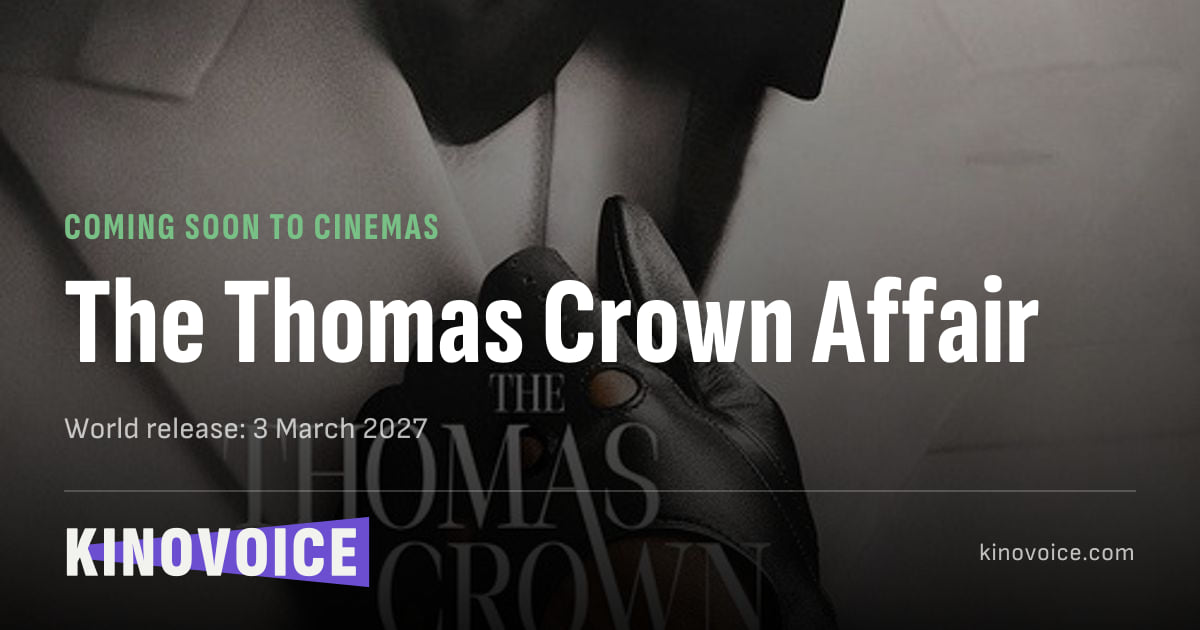 COMING SOON TO CINEMAS
The Thomas Crown Affair
THE
World release: 3 March 2027
THOMAS
KINOVOICE
kinovoice.com
CROWN